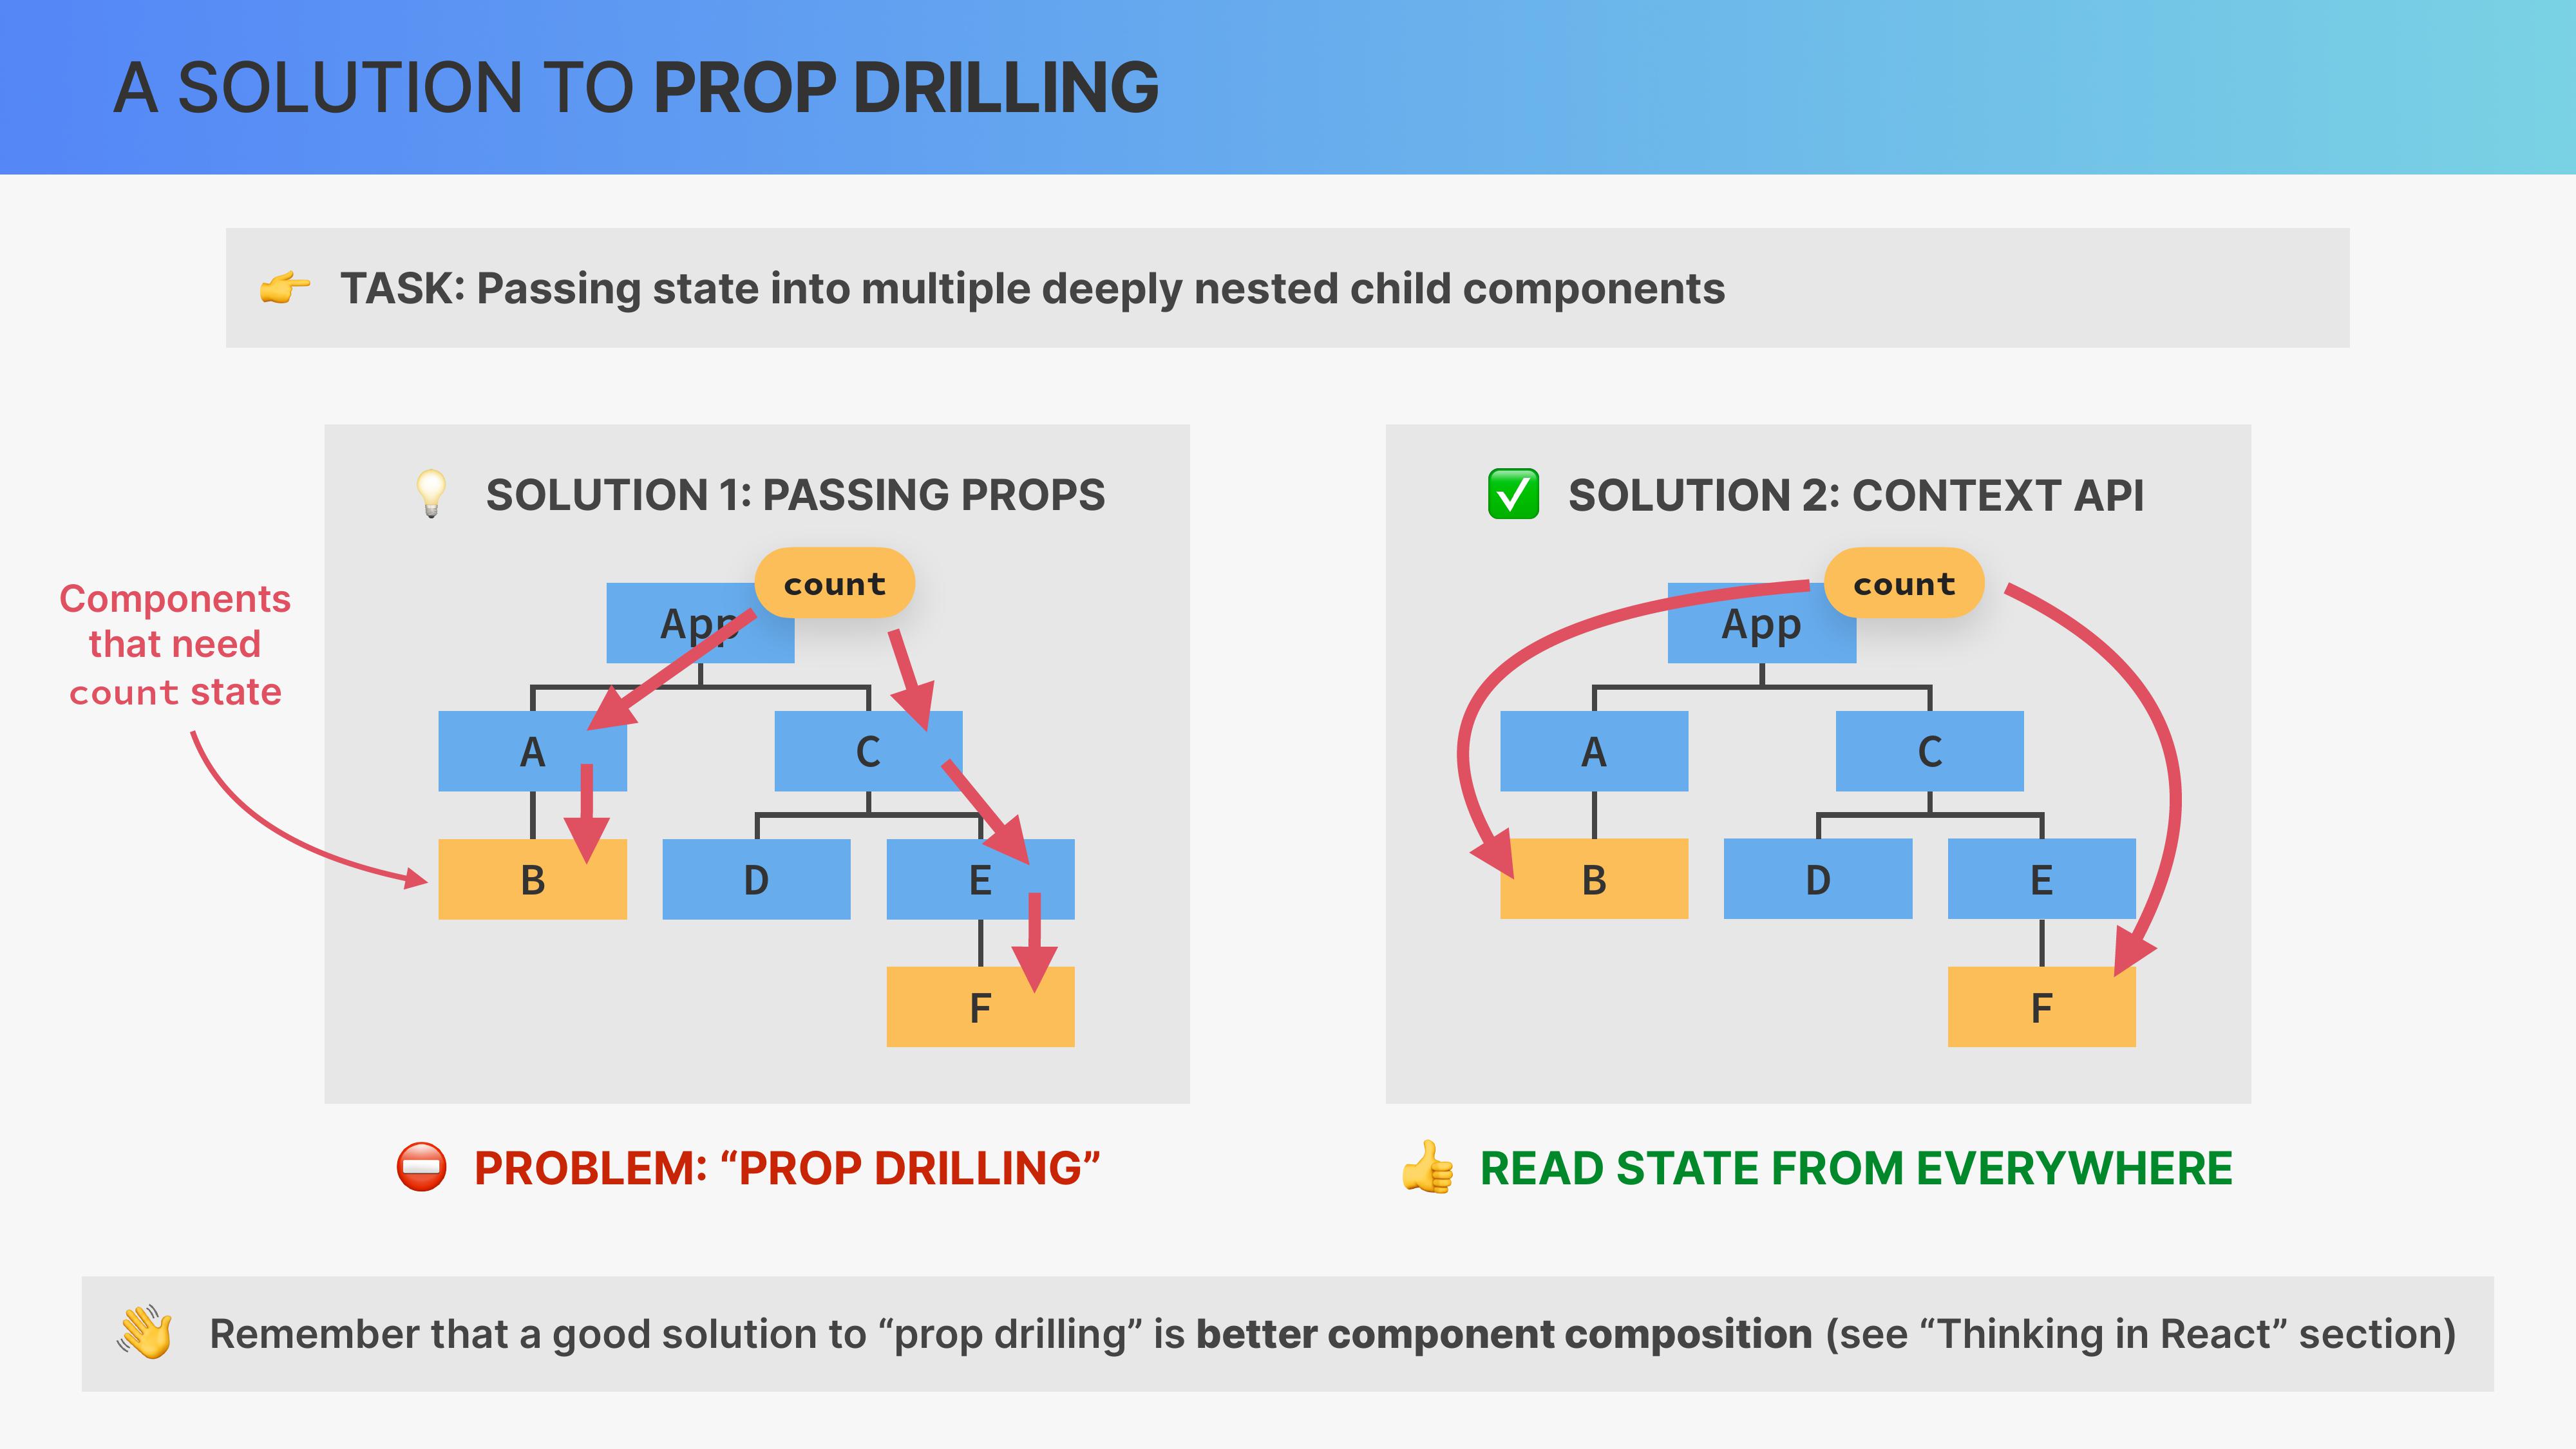 A SOLUTION TO PROP DRILLING
TASK: Passing state into multiple deeply nested child components
SOLUTION 1: PASSING PROPS
count
App
A
C
B
D
E
F
Components
that need
count state
PROBLEM: “PROP DRILLING”
SOLUTION 2: CONTEXT API
count
App
A
C
B
D
E
F
READ STATE FROM EVERYWHERE
Remember that a good solution to “prop drilling” is better component composition (see “Thinking in React” section)